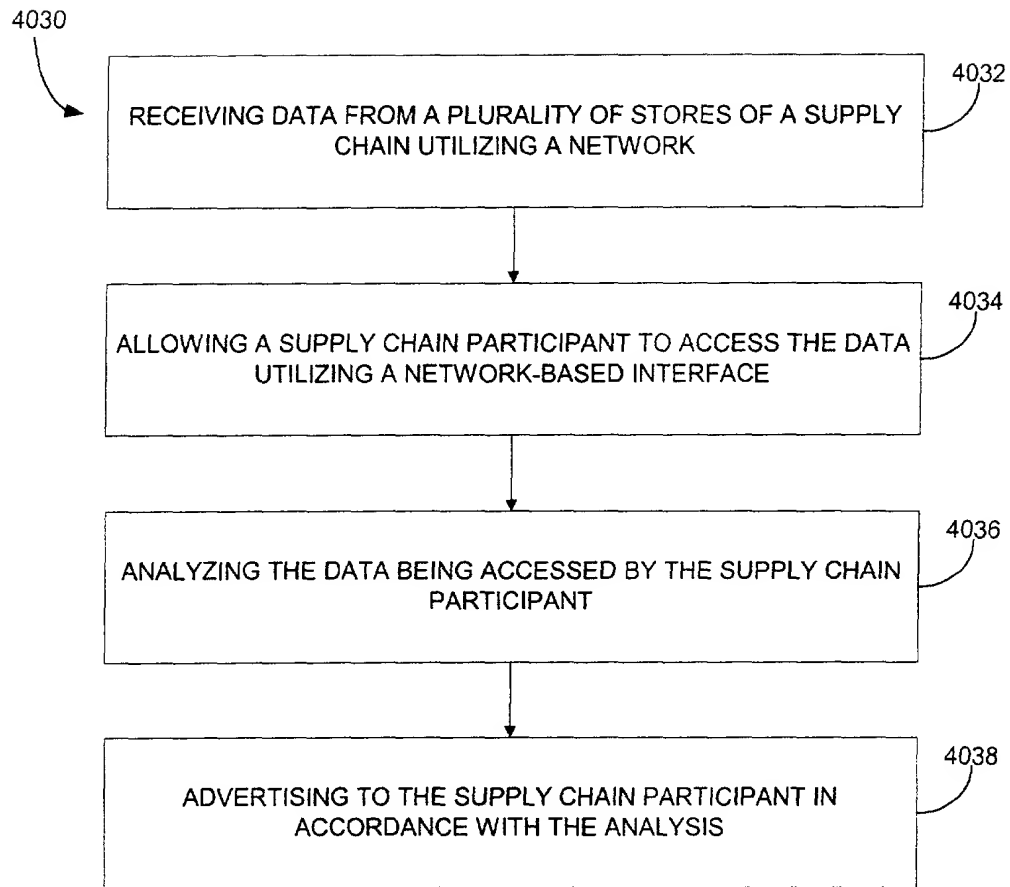 4030
4032
RECEIVING DATA FROM A PLURALITY OF STORES OF A SUPPLY
CHAIN UTILIZING A NETWORK
4034
ALLOWING A SUPPLY CHAIN PARTICIPANT TO ACCESS THE DATA
UTILIZING A NETWORK-BASED INTERFACE
4036
ANALYZING THE DATA BEING ACCESSED BY THE SUPPLY CHAIN
PARTICIPANT
4038
ADVERTISING TO THE SUPPLY CHAIN PARTICIPANT IN
ACCORDANCE WITH THE ANALYSIS